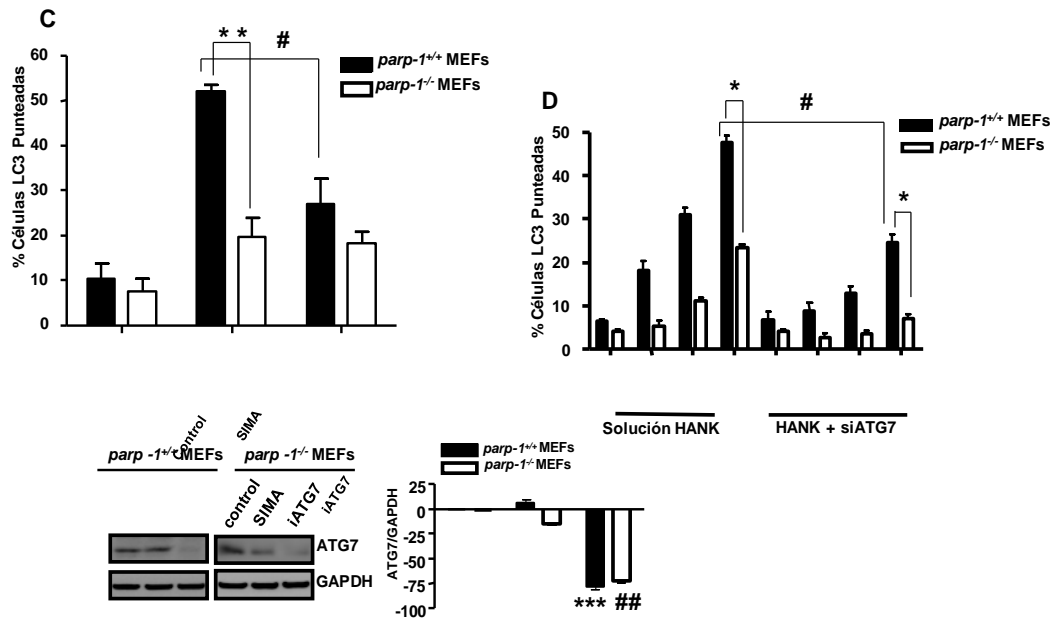 C
* *
#
parp-1+/+ MEFs
parp-1-/- MEFs
% Células LC3 Punteadas
60
50
40
30
20
10
0
D
*
#
*
parp-1+/+ MEFs
parp-1-/- MEFs
% Células LC3 Punteadas
50
40
30
20
10
0
Solución HANK
HANK + siATG7
control
SIMA
parp -1+/+ MEFs
parp -1-/- MEFs
control
SIMA
iATG7
iATG7
ATG7
GAPDH
parp-1+/+ MEFs
parp-1-/- MEFs
ATG7/GAPDH
25
0
-25
-50
-75
-100
*** ##